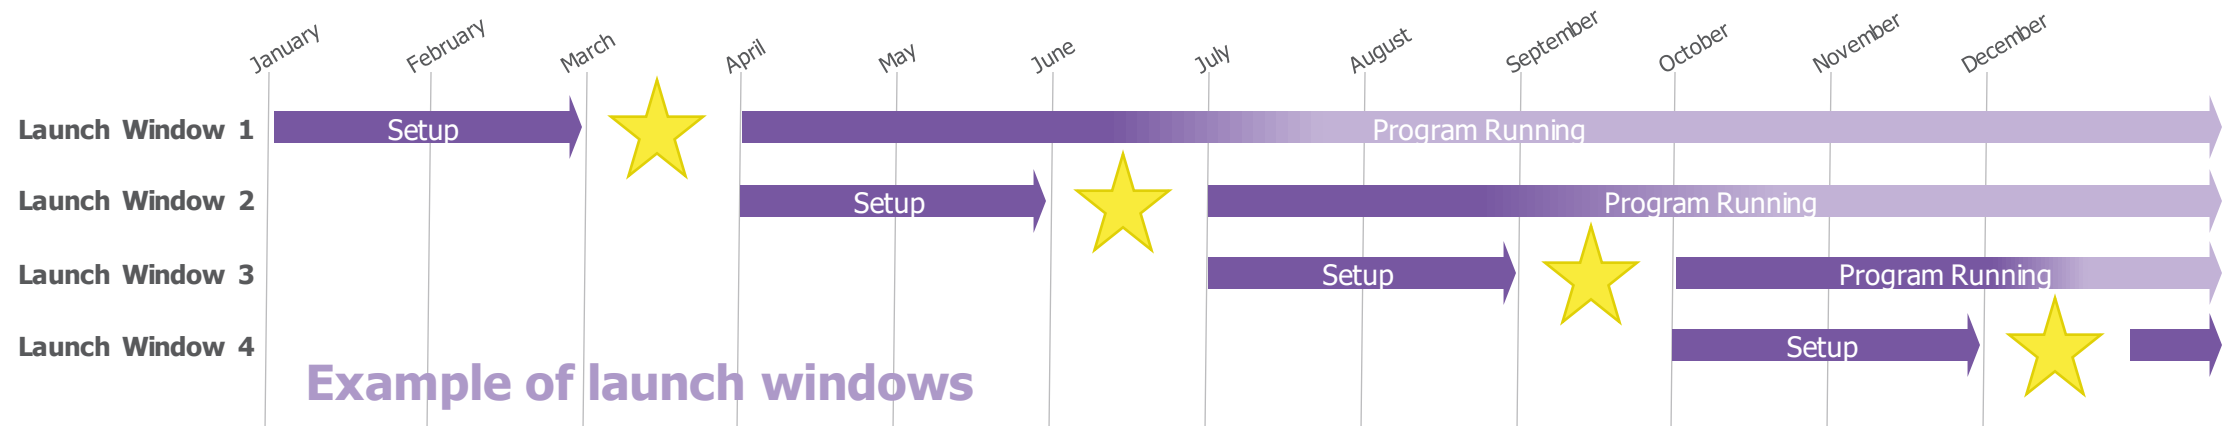 January February March April May June July August September October November December
Launch Window 1 Setup Program Running
Launch Window 2 Setup Program Running
Launch Window 3 Setup Program Running
Launch Window 4 Setup
Example of launch windows